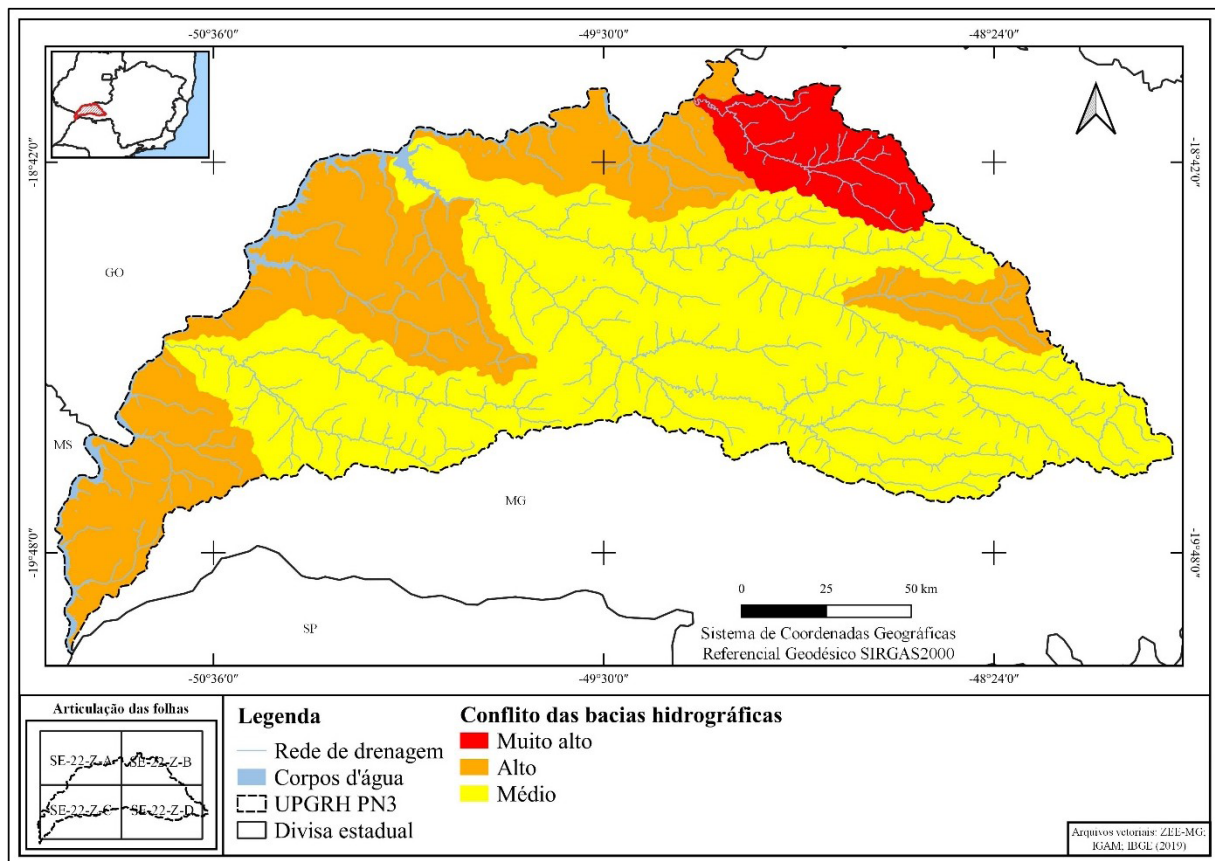 -50°36'0" -49°30'0" -48°24'0"
-18°42'0"
-18°42'0"
GO
MS
MG
SP
-19°48'0"
-19°48'0"
0 25 50 km
Sistema de Coordenadas Geográficas
Referencial Geodésico SIRGAS2000
-50°36'0" -49°30'0" -48°24'0"
Articulação das folhas
SE-22-Z-A SE-22-Z-B
SE-22-Z-C SE-22-Z-D
Legenda
Rede de drenagem
Corpos d'água
UPGRH PN3
Divisa estadual
Conflito das bacias hidrográficas
Muito alto
Alto
Médio
Arquivos vetoriais: ZEE-MG;
IGAM; IBGE (2019)